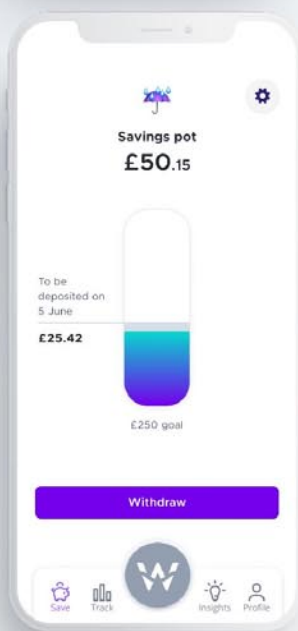 Savings pot
£50.15
To be
deposited on
5 June
£25.42
£250 goal
Withdraw
W
Save
Track
Insights
Profile